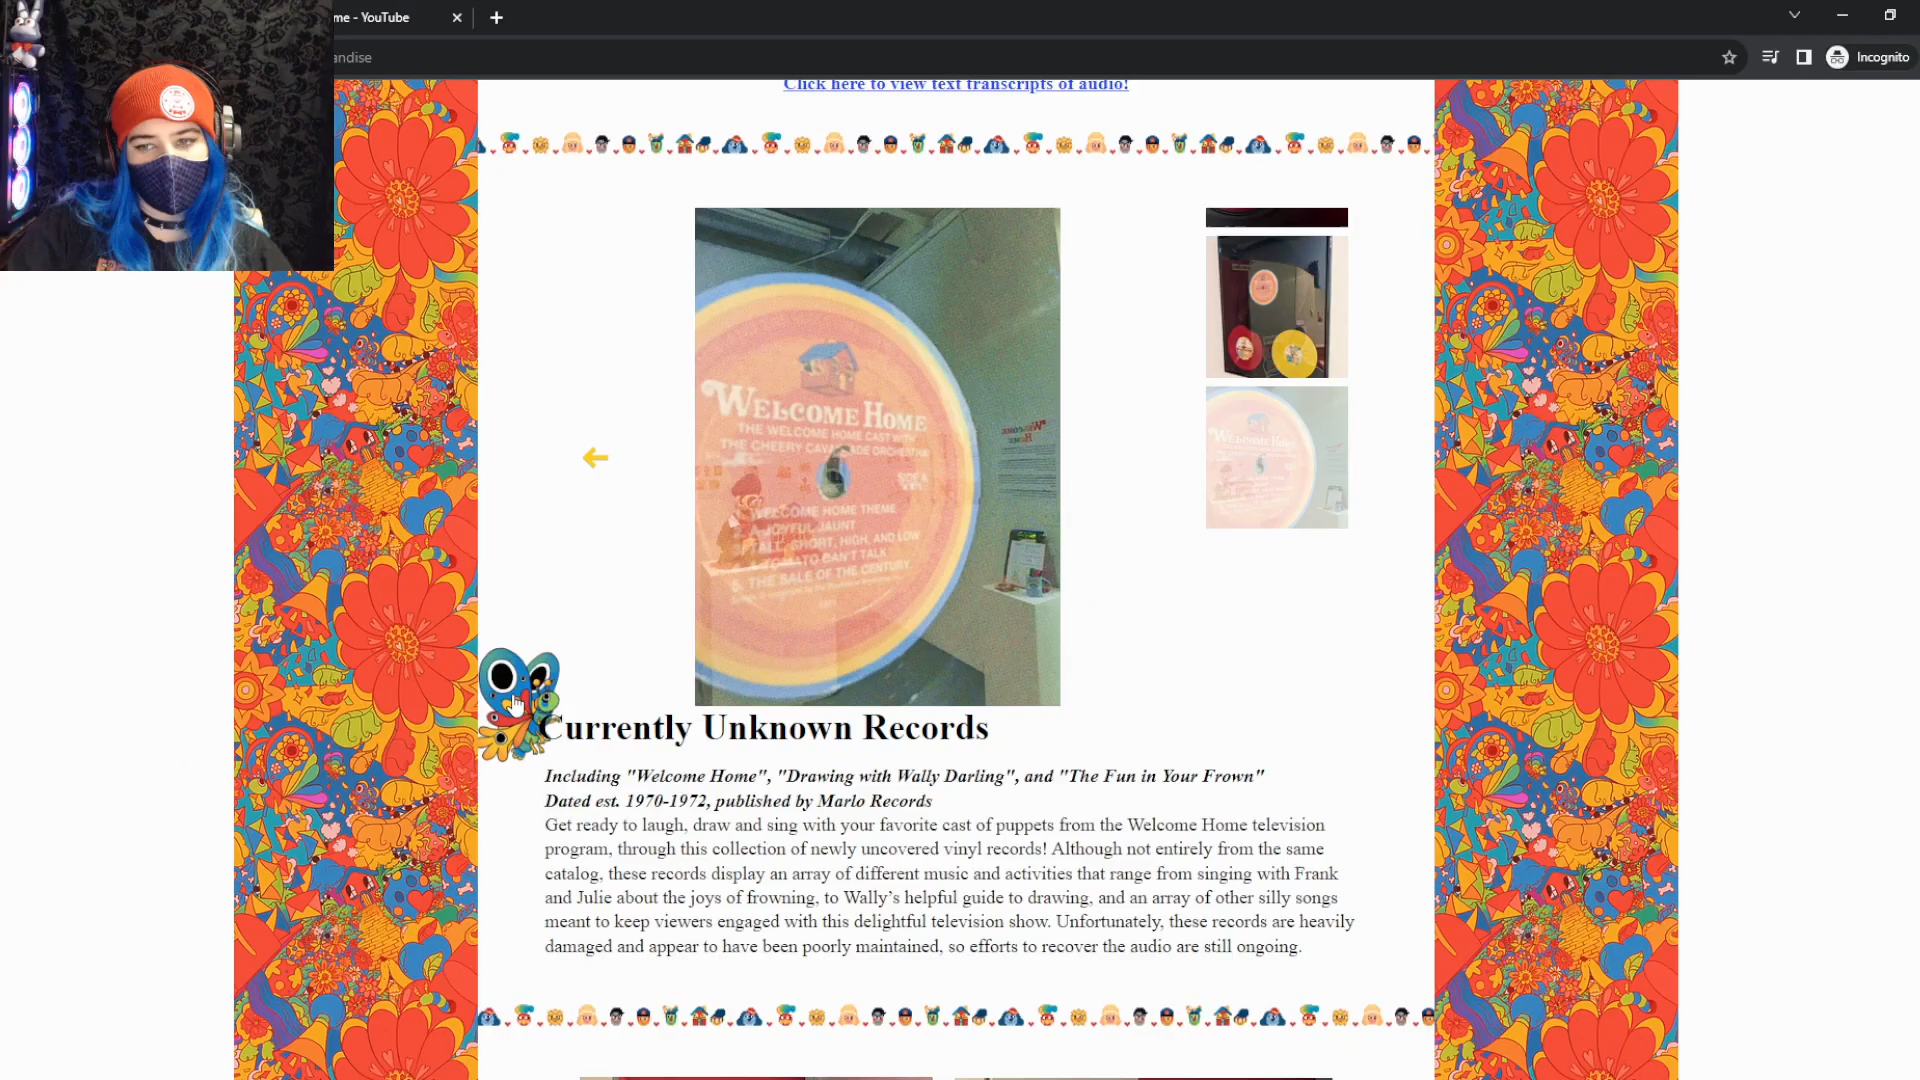 me - YouTube
andise
Incognito
Click here to view text transcripts of audio!
WELCOME HOME
THE WELCOME HOME CAST WITH
THE CHEERY CAVALCADE ORCHESTRA
SIDE A
WELCOME HOME THEME
A JOYFUL JAUNT
TALL, SHORT, HIGH, AND LOW
TOMATO CAN'T TALK
5. THE SALE OF THE CENTURY
Welcome
Home
Currently Unknown Records
Including "Welcome Home", "Drawing with Wally Darling", and "The Fun in Your Frown"
Dated est. 1970-1972, published by Marlo Records
Get ready to laugh, draw and sing with your favorite cast of puppets from the Welcome Home television
program, through this collection of newly uncovered vinyl records! Although not entirely from the same
catalog, these records display an array of different music and activities that range from singing with Frank
and Julie about the joys of frowning, to Wally's helpful guide to drawing, and an array of other silly songs
meant to keep viewers engaged with this delightful television show. Unfortunately, these records are heavily
damaged and appear to have been poorly maintained, so efforts to recover the audio are still ongoing.